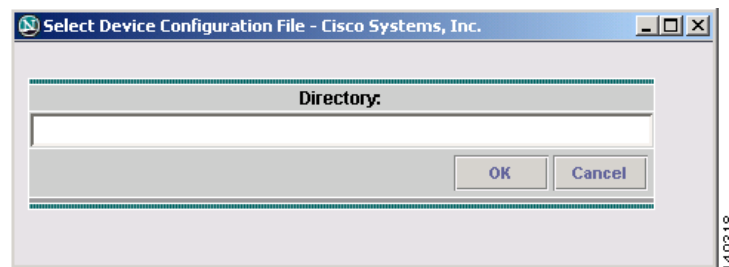 Select Device Configuration File - Cisco Systems, Inc.
Directory:
OK Cancel